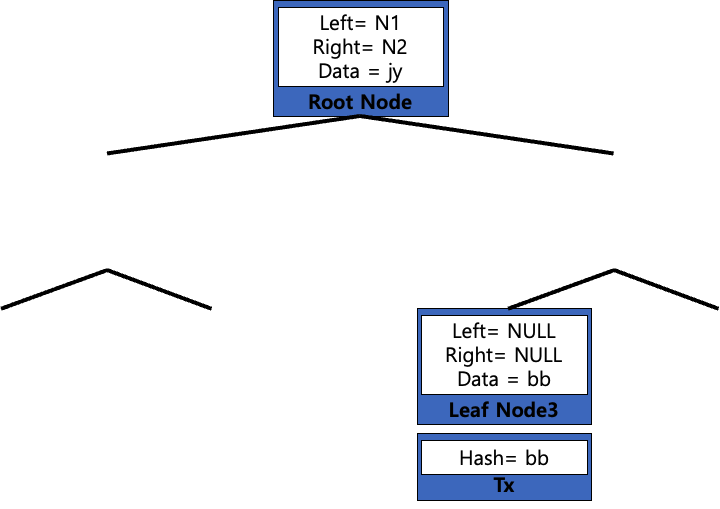 Left= N1
Right= N2
Data = jy
Root Node
Left= NULL
Right= NULL
Data = bb
Leaf Node3
Hash= bb
Tx